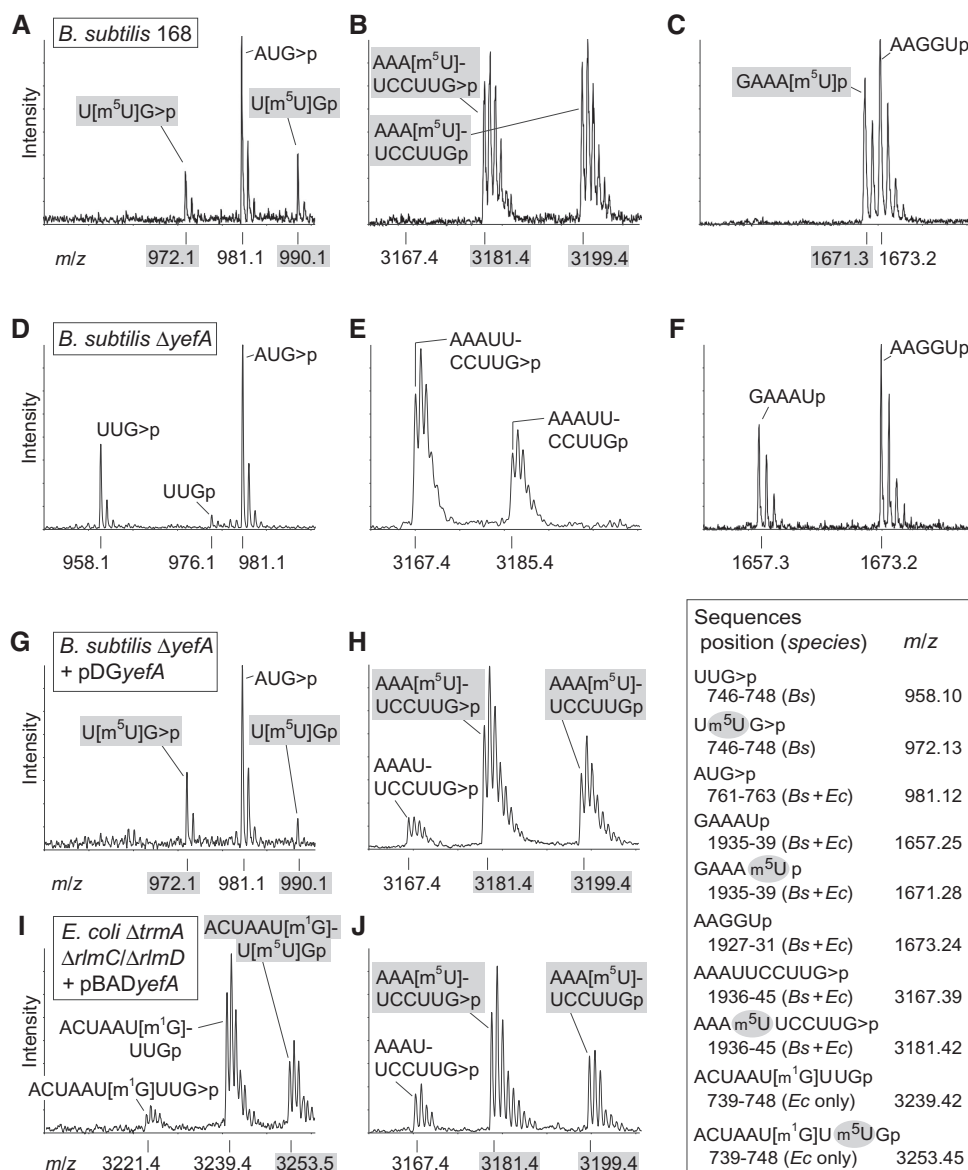 A
B. subtilis 168
Intensity
U[m⁵U]G>p
AUG>p
U[m⁵U]Gp
m/z
972.1
981.1
990.1
B
AAA[m⁵U]-
UCCUUG>p
AAA[m⁵U]-
UCCUUGp
3167.4
3181.4
3199.4
C
GAAA[m⁵U]p
AAGGUp
1671.3
1673.2
D
B. subtilis ΔyefA
Intensity
UUG>p
UUGp
AUG>p
958.1
976.1
981.1
E
AAAUU-
CCUUG>p
AAAUU-
CCUUGp
3167.4
3185.4
F
GAAAUp
AAGGUp
1657.3
1673.2
G
B. subtilis ΔyefA
+ pDGyefA
Intensity
U[m⁵U]G>p
AUG>p
U[m⁵U]Gp
m/z
972.1
981.1
990.1
H
AAA[m⁵U]-
UCCUUG>p
AAA[m⁵U]-
UCCUUGp
AAAU-
UCCUUG>p
3167.4
3181.4
3199.4
I
E. coli ΔtrmA
ΔrlmC/ΔrlmD
+ pBADyefA
ACUAAU[m¹G]-
U[m⁵U]Gp
ACUAAU[m¹G]-
UUGp
ACUAAU[m¹G]UUG>p
m/z
3221.4
3239.4
3253.5
J
AAA[m⁵U]-
UCCUUG>p
AAA[m⁵U]-
UCCUUGp
AAAU-
UCCUUG>p
3167.4
3181.4
3199.4
Sequences
position (species) m/z
UUG>p
746-748 (Bs) 958.10
Um⁵UG>p
746-748 (Bs) 972.13
AUG>p
761-763 (Bs+Ec) 981.12
GAAAUp
1935-39 (Bs+Ec) 1657.25
GAAAm⁵Up
1935-39 (Bs+Ec) 1671.28
AAGGUp
1927-31 (Bs+Ec) 1673.24
AAAUUCCUUG>p
1936-45 (Bs+Ec) 3167.39
AAAm⁵UUCCUUG>p
1936-45 (Bs+Ec) 3181.42
ACUAAU[m¹G]UUGp
739-748 (Ec only) 3239.42
ACUAAU[m¹G]Um⁵UGp
739-748 (Ec only) 3253.45